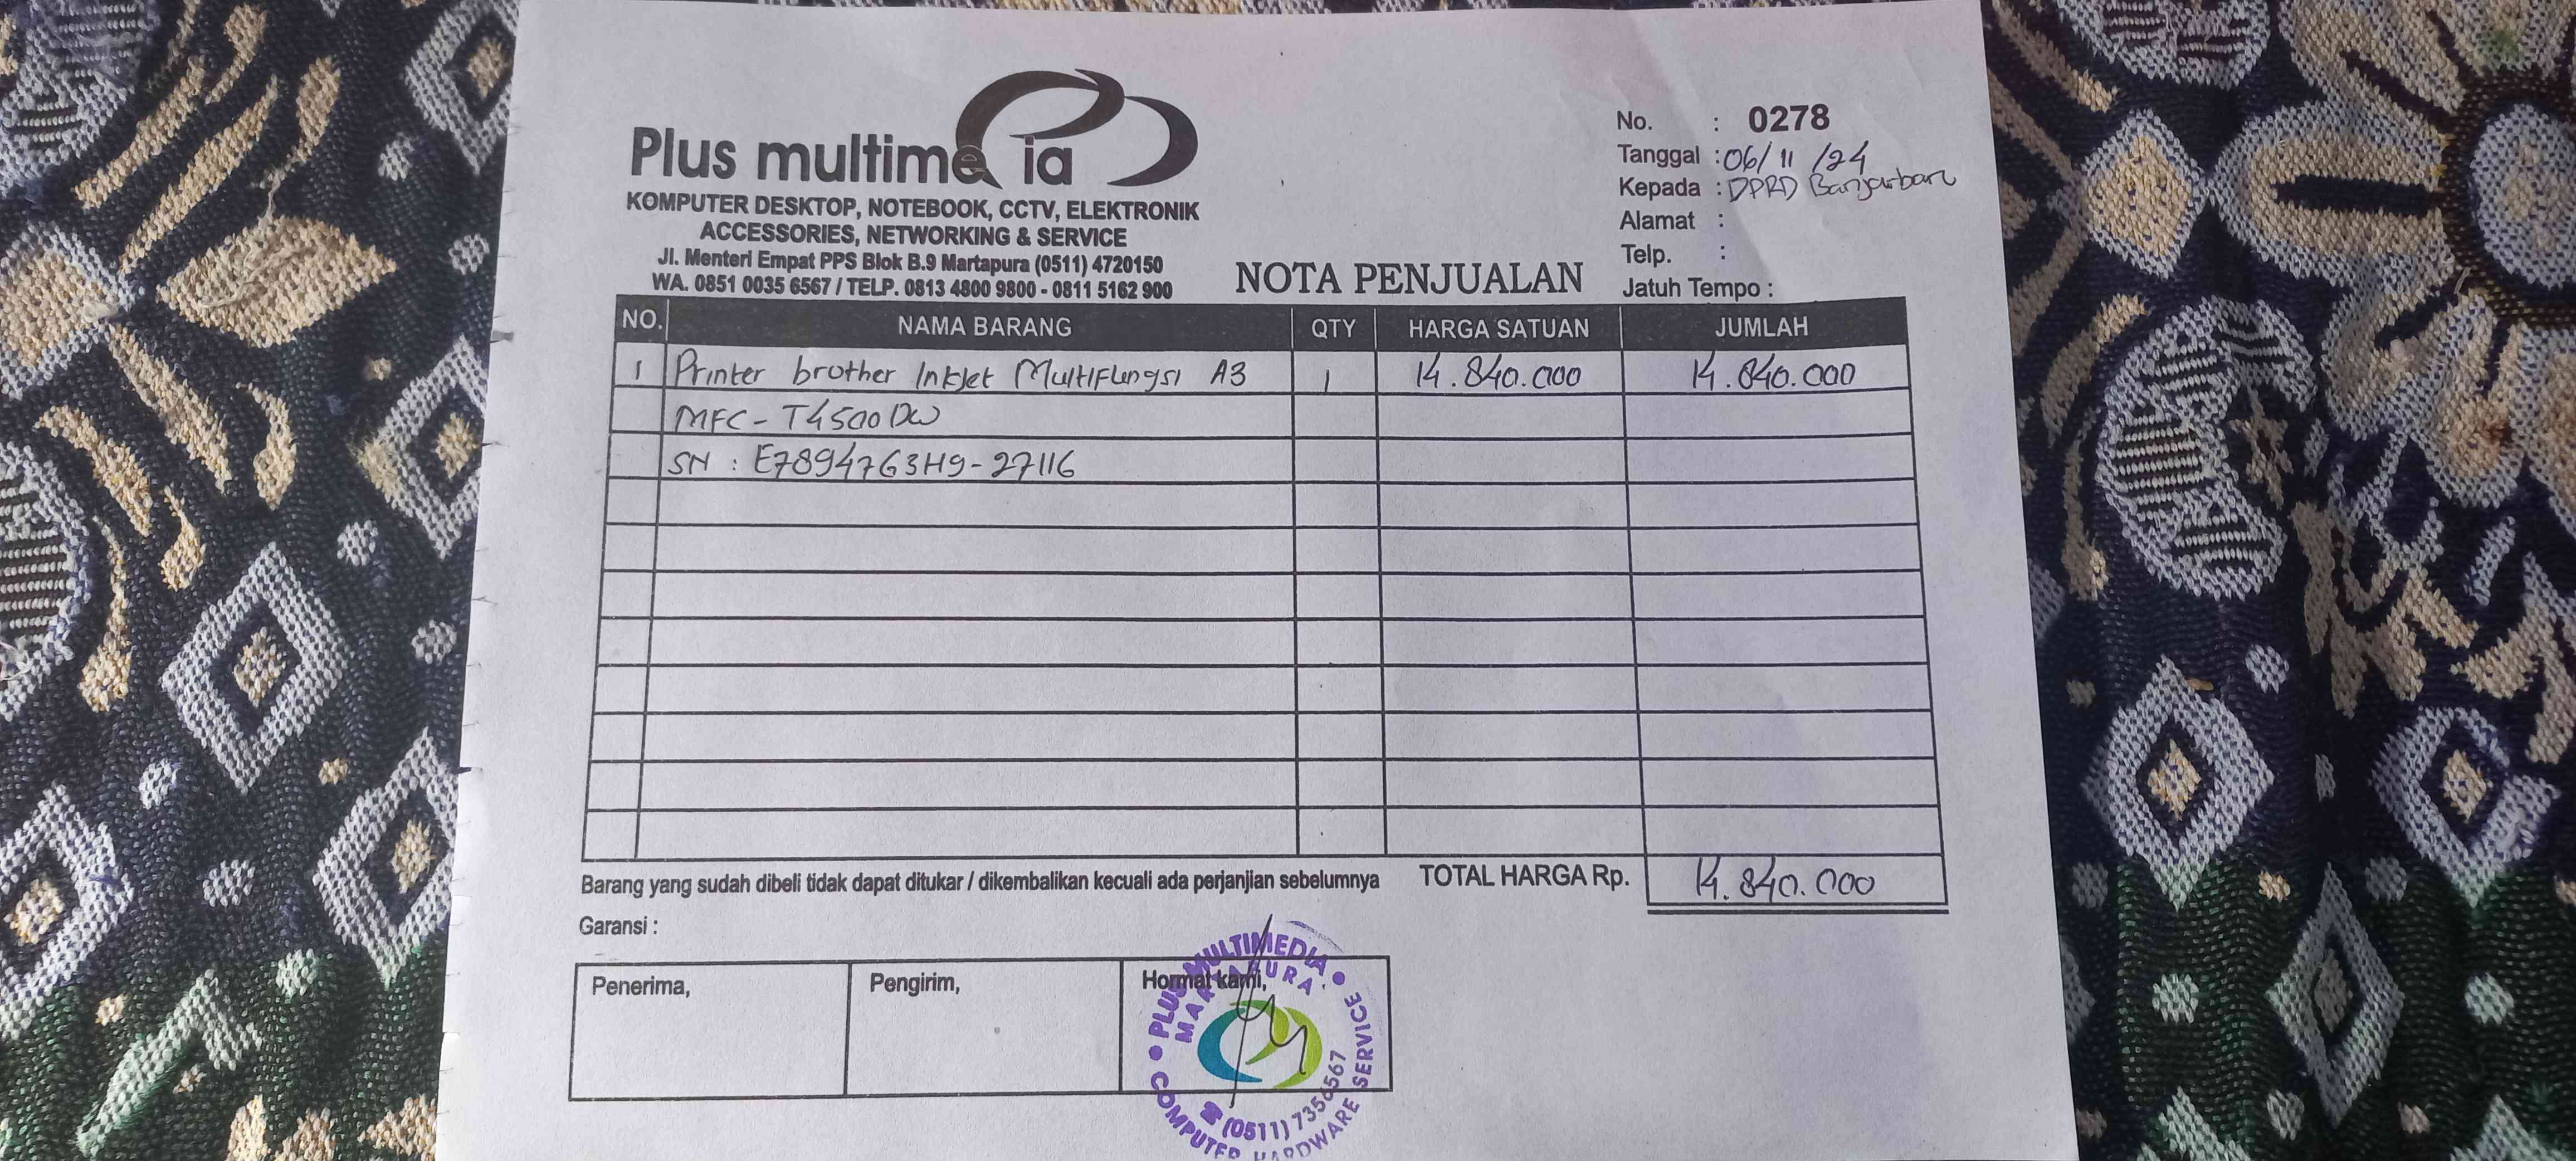 Plus multimedia
KOMPUTER DESKTOP, NOTEBOOK, CCTV, ELEKTRONIK
ACCESSORIES, NETWORKING & SERVICE
Jl. Menteri Empat PPS Blok B.9 Martapura (0511) 4720150
WA. 0851 0035 6567 / TELP. 0813 4800 9800 - 0811 5162 900
NOTA PENJUALAN
No. : 0278
Tanggal : 06/11/24
Kepada : DPRD Banjarbaru
Alamat :
Telp. :
Jatuh Tempo :
NO. NAMA BARANG QTY HARGA SATUAN JUMLAH
1 Printer brother Inkjet Multifungsi A3 1 14.840.000 14.840.000
MFC-T4500DW
SN : E78947G3H9-27116
Barang yang sudah dibeli tidak dapat ditukar / dikembalikan kecuali ada perjanjian sebelumnya
TOTAL HARGA Rp. 14.840.000
Garansi :
Penerima, Pengirim, Hormat kami,
PLUS MULTIMEDIA
MARTAPURA
(0511) 7356567
COMPUTER HARDWARE SERVICE